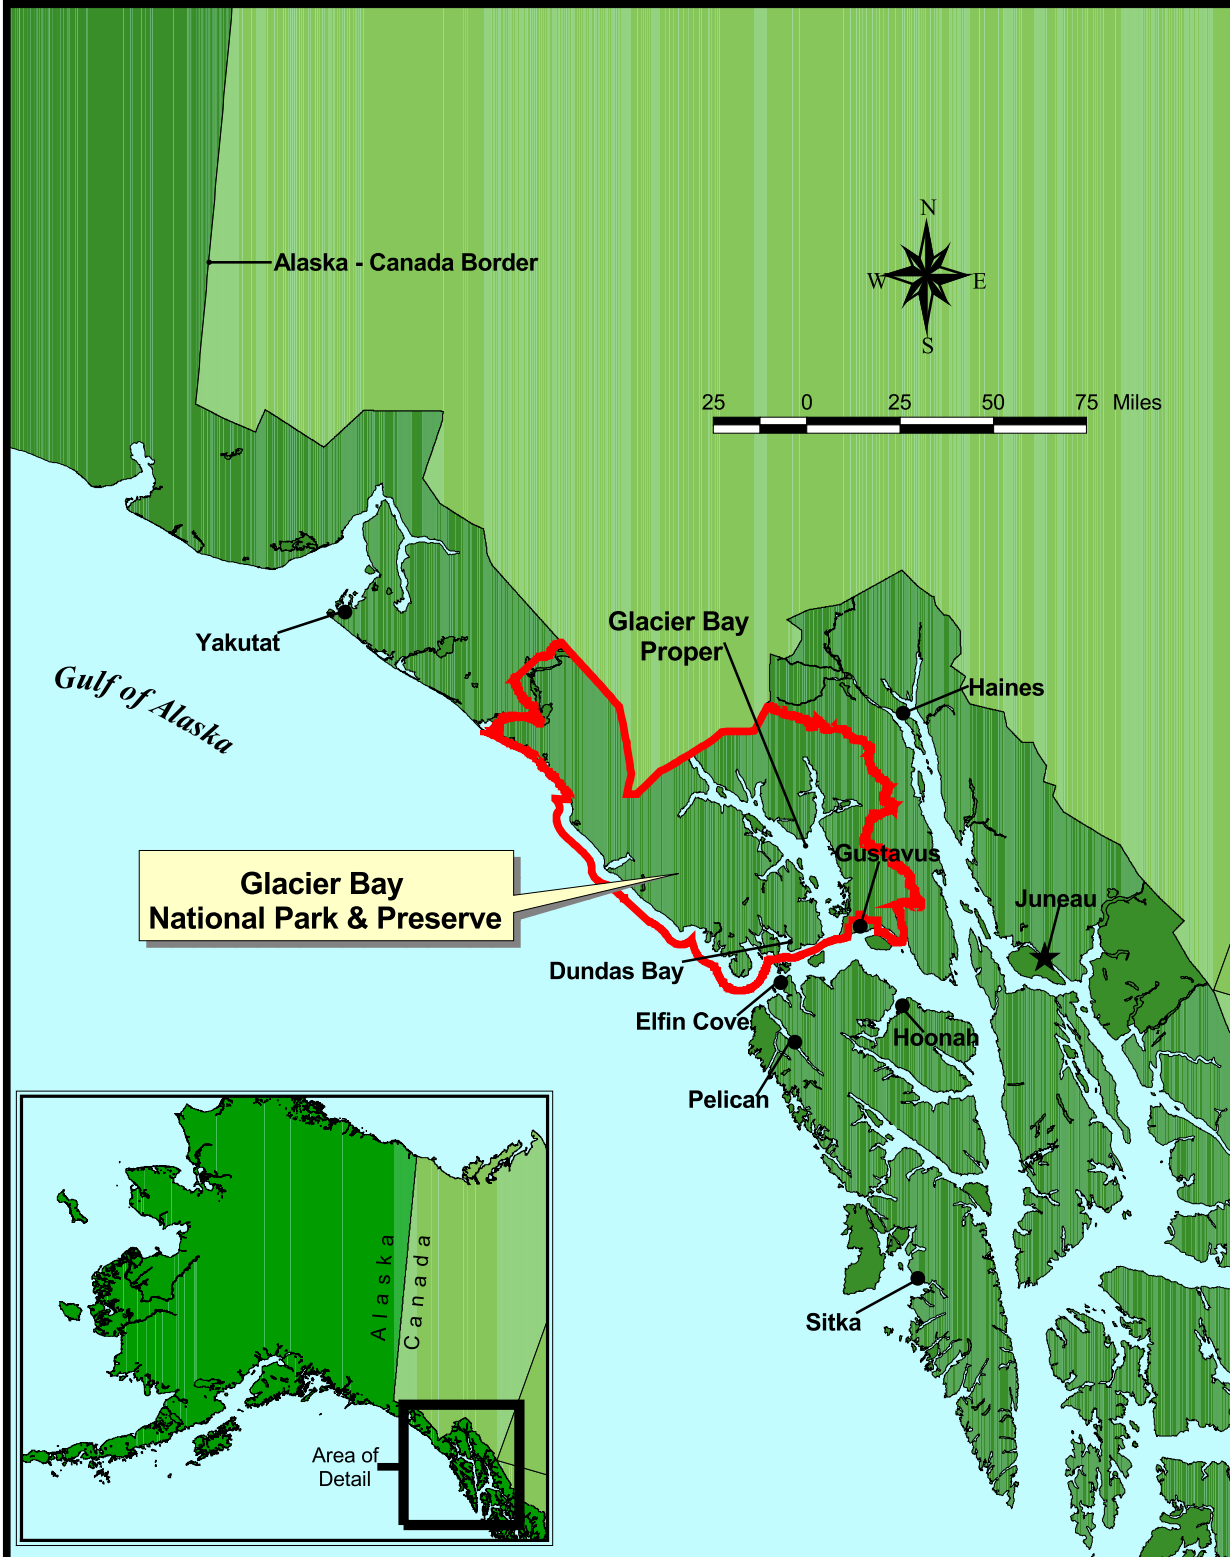 N
W E
S
Alaska - Canada Border
25 0 25 50 75 Miles
Glacier Bay
Proper
Yakutat
Gulf of Alaska
Haines
Gustavus
Glacier Bay
National Park & Preserve
Juneau
Dundas Bay
Elfin Cove
Hoonah
Pelican
Sitka
Alaska
Canada
Area of
Detail